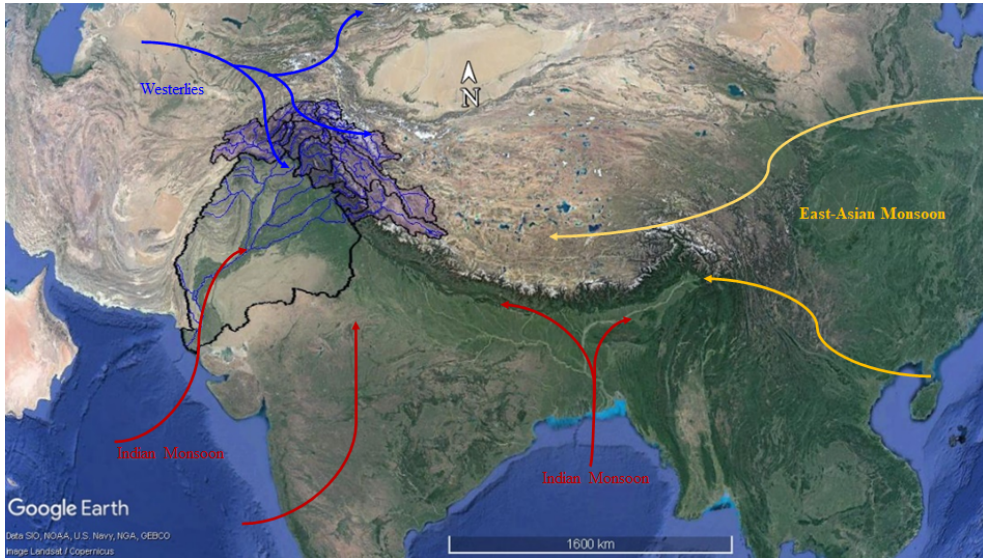 Westerlies
N
East-Asian Monsoon
Indian Monsoon
Indian Monsoon
Google Earth
Data SIO, NOAA, U.S. Navy, NGA, GEBCO
Image Landsat / Copernicus
1600 km